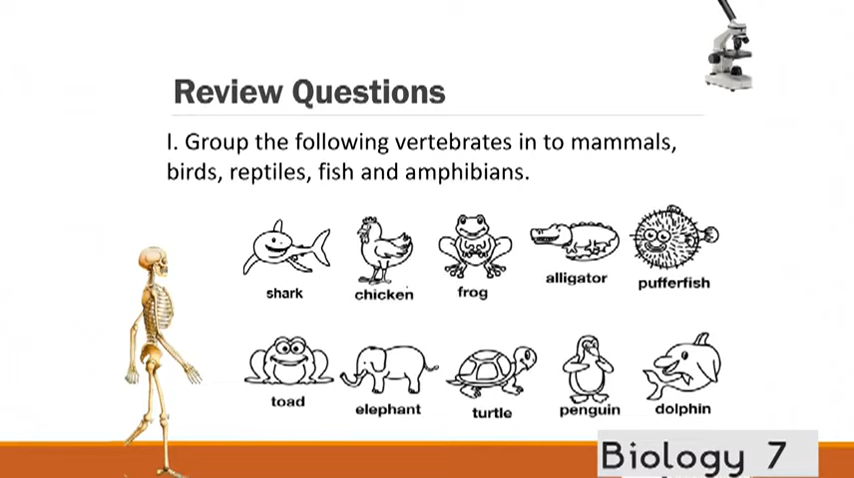 Review Questions
I. Group the following vertebrates in to mammals,
birds, reptiles, fish and amphibians.
shark
chicken
frog
alligator
pufferfish
toad
elephant
turtle
penguin
dolphin
Biology 7